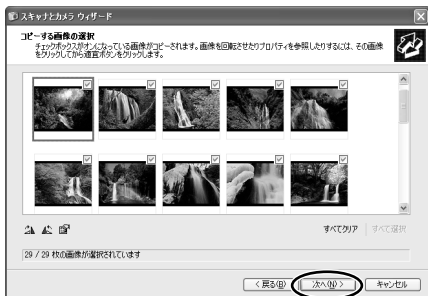 スキャナとカメラ ウィザード
コピーする画像の選択
チェックボックスがオンになっている画像がコピーされます。画像を回転させたりプロパティを参照したりするには、その画像
をクリックしてから適宜ボタンをクリックします。
すべてクリア すべて選択
29 / 29 枚の画像が選択されています
< 戻る(B) 次へ(N) > キャンセル